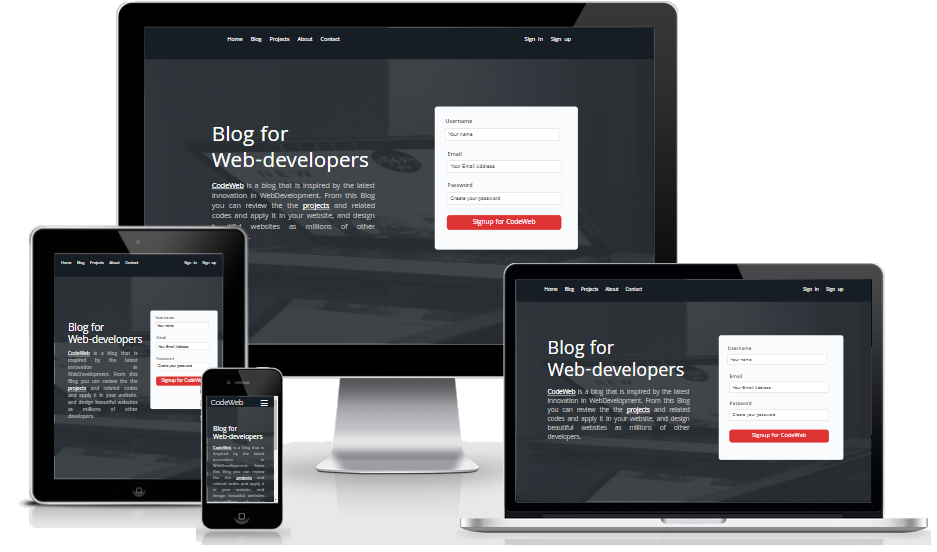 Home Blog Projects About Contact Sign in Sign up
Blog for
Web-developers
CodeWeb is a blog that is inspired by the latest
innovation in WebDevelopment. From this Blog
you can review the the projects and related
codes and apply it in your website, and design
beautiful websites as millions of other
Username
Your name
Email
Your Email Address
Password
Create your password
Signup for CodeWeb
Home Blog Projects About Contact Sign in Sign up
Blog for
Web-developers
CodeWeb is a blog that is
inspired by the latest
innovation in
WebDevelopment. From this
Blog you can review the the
projects and related codes
and apply it in your website,
and design beautiful websites
as millions of other
developers.
Username
Your name
Email
Your Email Address
Password
Create your password
Signup for CodeWe
CodeWeb
Blog for
Web-developers
CodeWeb is a blog that is
inspired by the latest
innovation in
WebDevelopment. From
this Blog you can review
the the projects and
related codes and apply it
in your website, and
design beautiful websites
Home Blog Projects About Contact Sign in Sign up
Blog for
Web-developers
CodeWeb is a blog that is inspired by the latest
innovation in WebDevelopment. From this Blog
you can review the the projects and related
codes and apply it in your website, and design
beautiful websites as millions of other
developers.
Username
Your name
Email
Your Email Address
Password
Create your password
Signup for CodeWeb